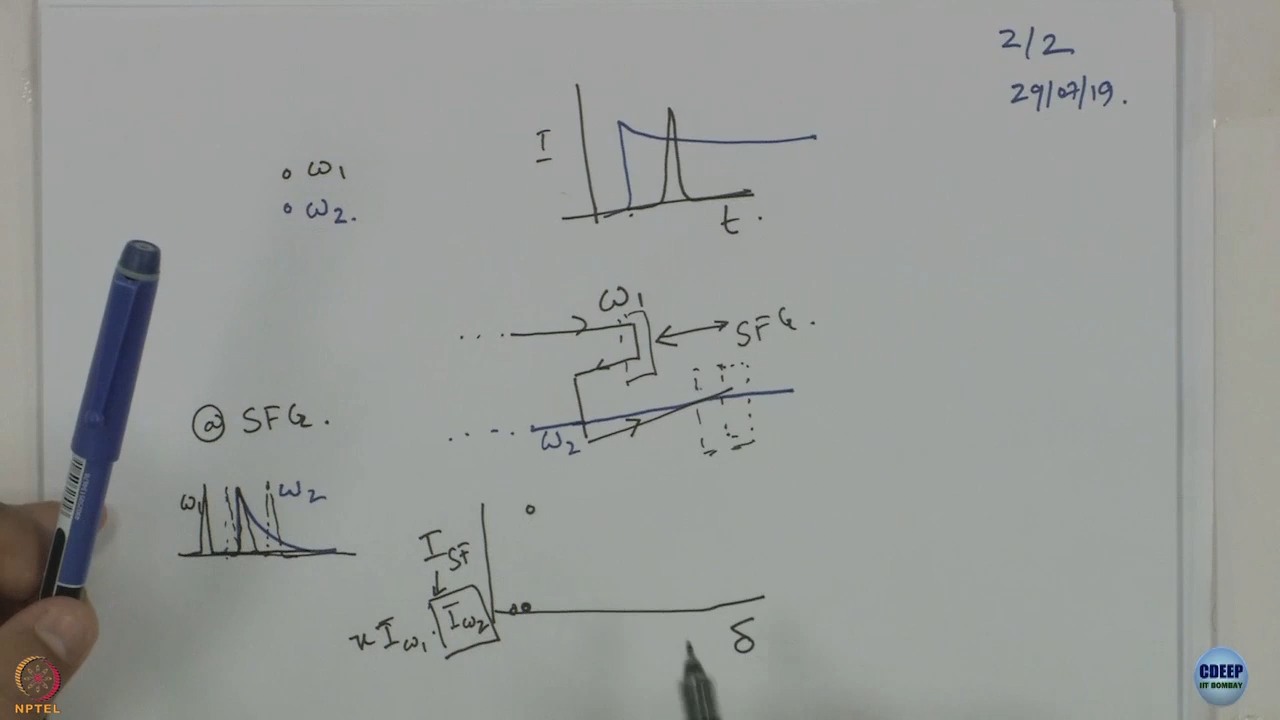 2/2
29/07/19.
I
ω1
ω2.
t.
ω1
SFG.
@ SFG.
ω2
ω1
ω2
I SF
x Iω1 . Iω2
δ
NPTEL
CDEEP
IIT BOMBAY